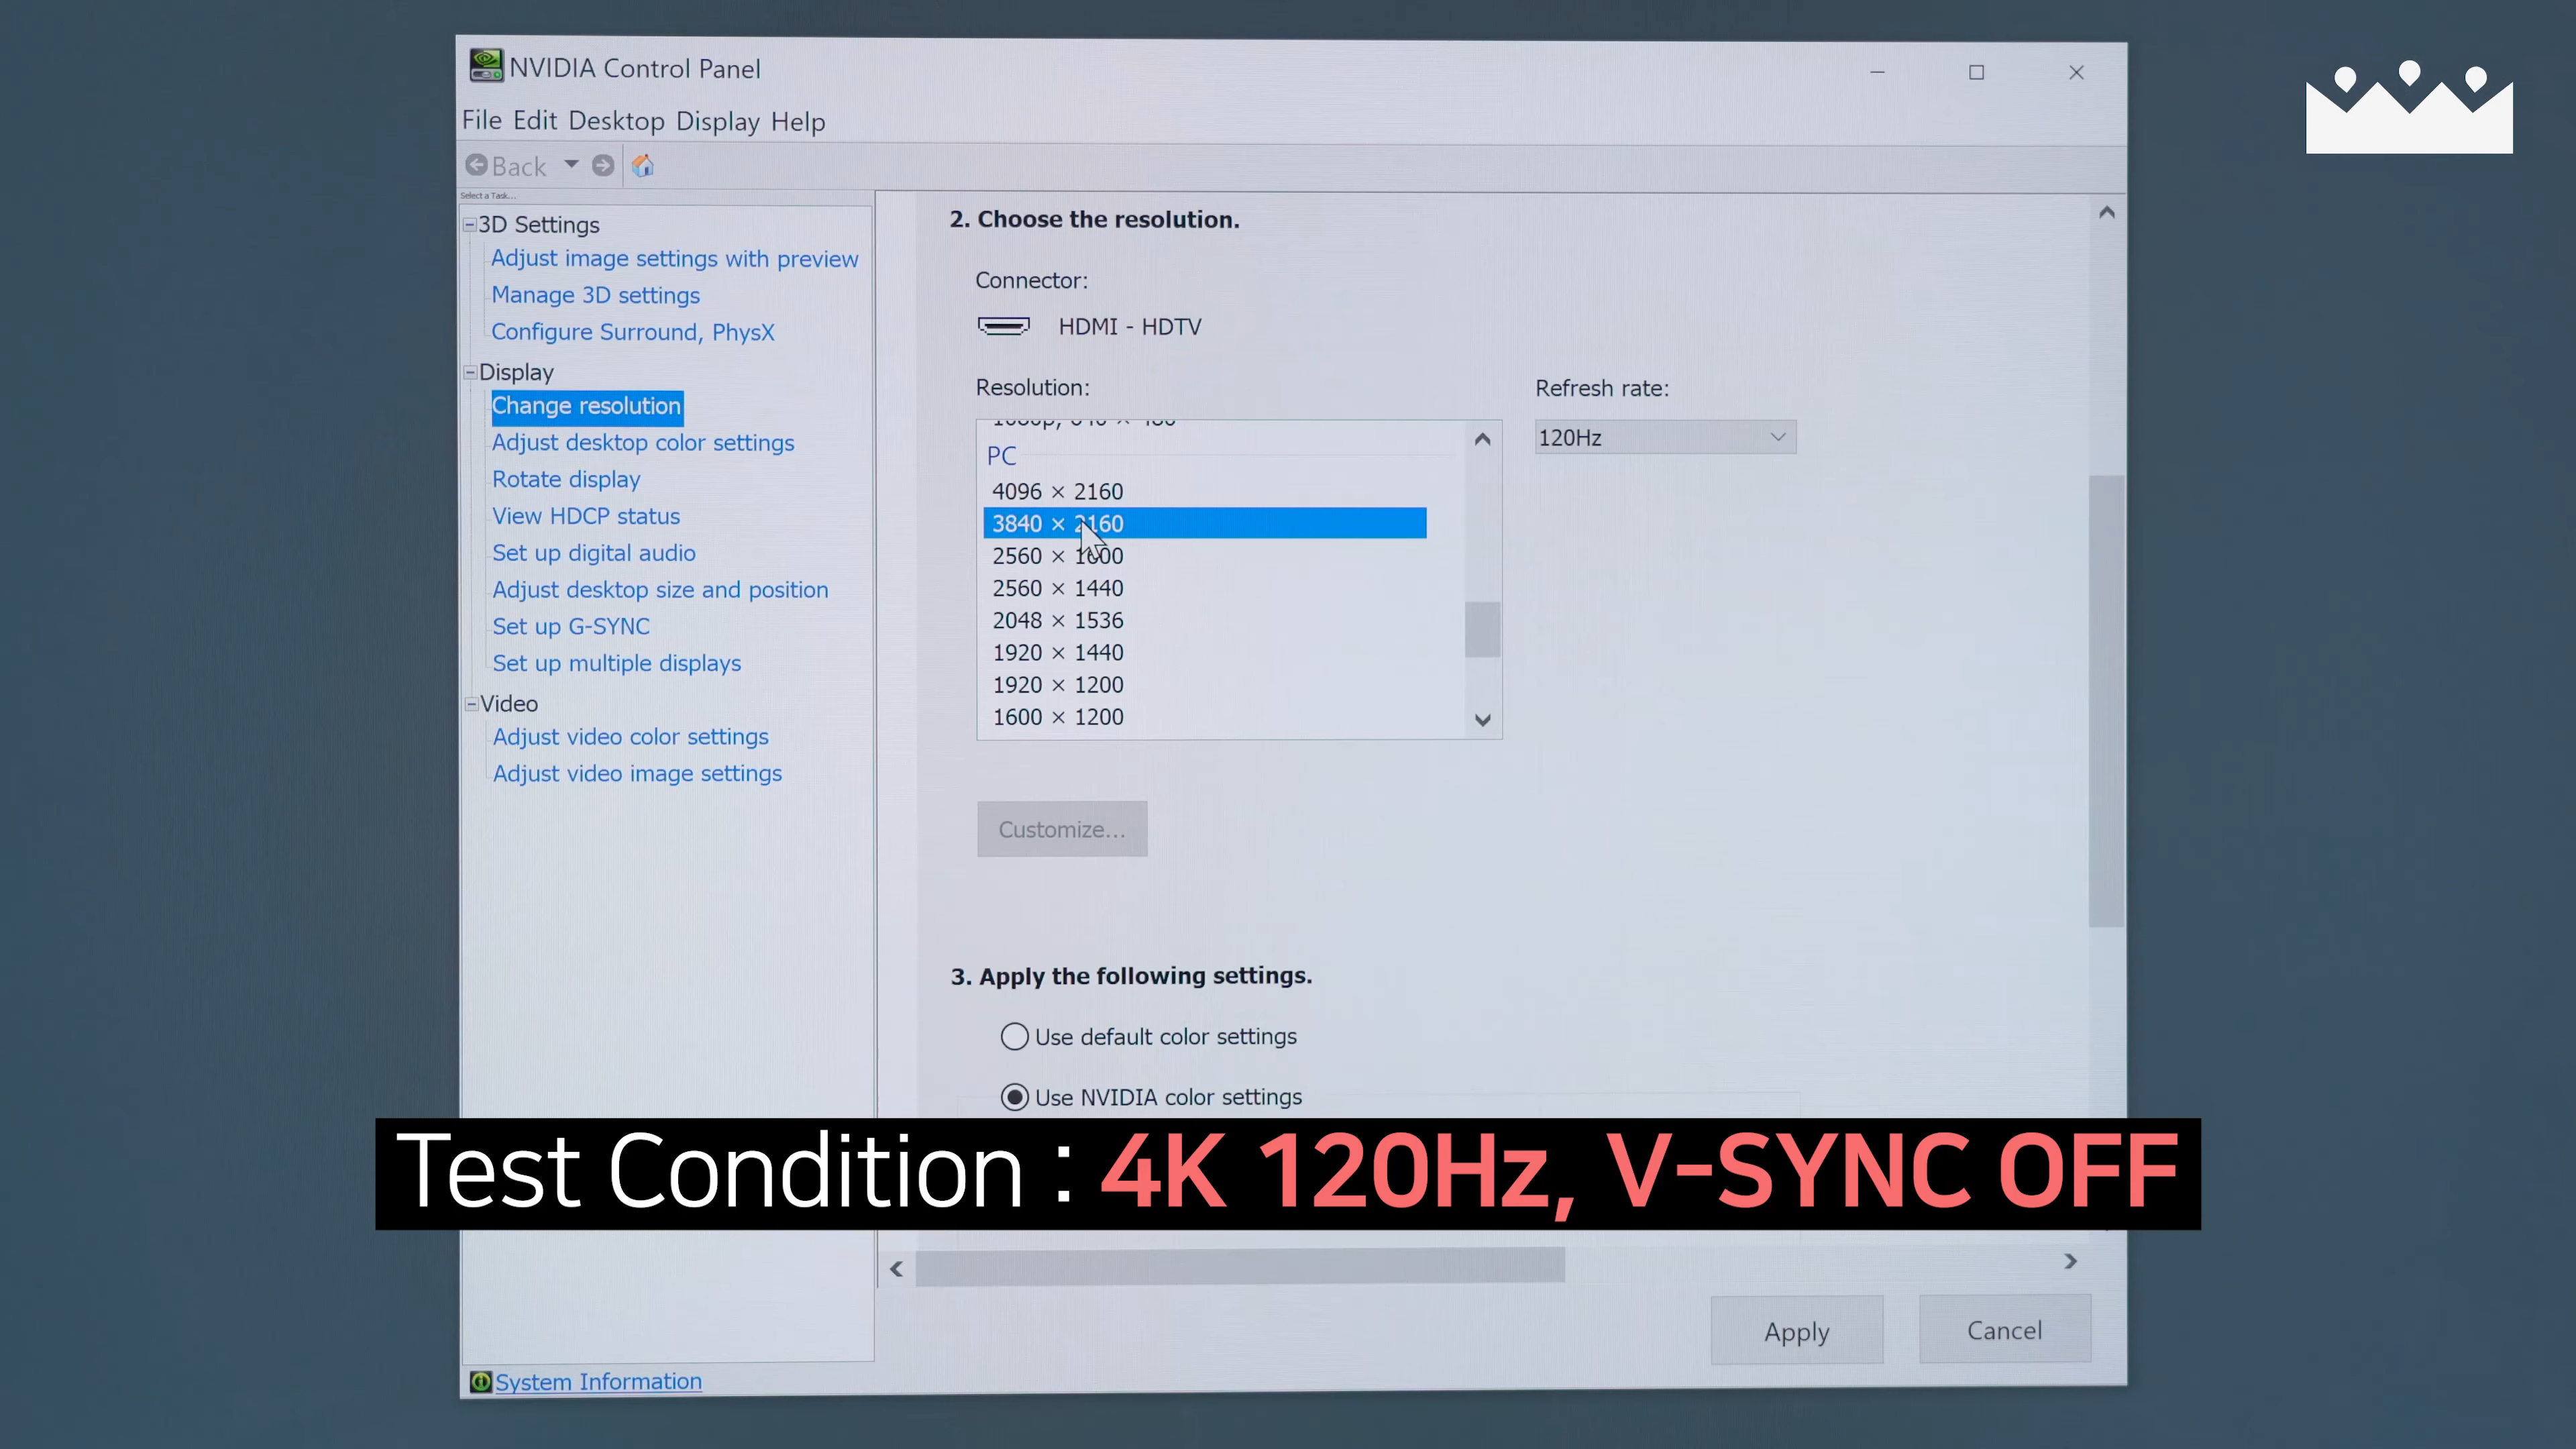 NVIDIA Control Panel
File Edit Desktop Display Help
Back
Select a Task...
3D Settings
Adjust image settings with preview
Manage 3D settings
Configure Surround, PhysX
Display
Change resolution
Adjust desktop color settings
Rotate display
View HDCP status
Set up digital audio
Adjust desktop size and position
Set up G-SYNC
Set up multiple displays
Video
Adjust video color settings
Adjust video image settings
System Information
2. Choose the resolution.
Connector:
HDMI - HDTV
Resolution:
PC
4096 × 2160
3840 × 2160
2560 × 1600
2560 × 1440
2048 × 1536
1920 × 1440
1920 × 1200
1600 × 1200
Refresh rate:
120Hz
Customize...
3. Apply the following settings.
Use default color settings
Use NVIDIA color settings
Test Condition : 4K 120Hz, V-SYNC OFF
Apply
Cancel